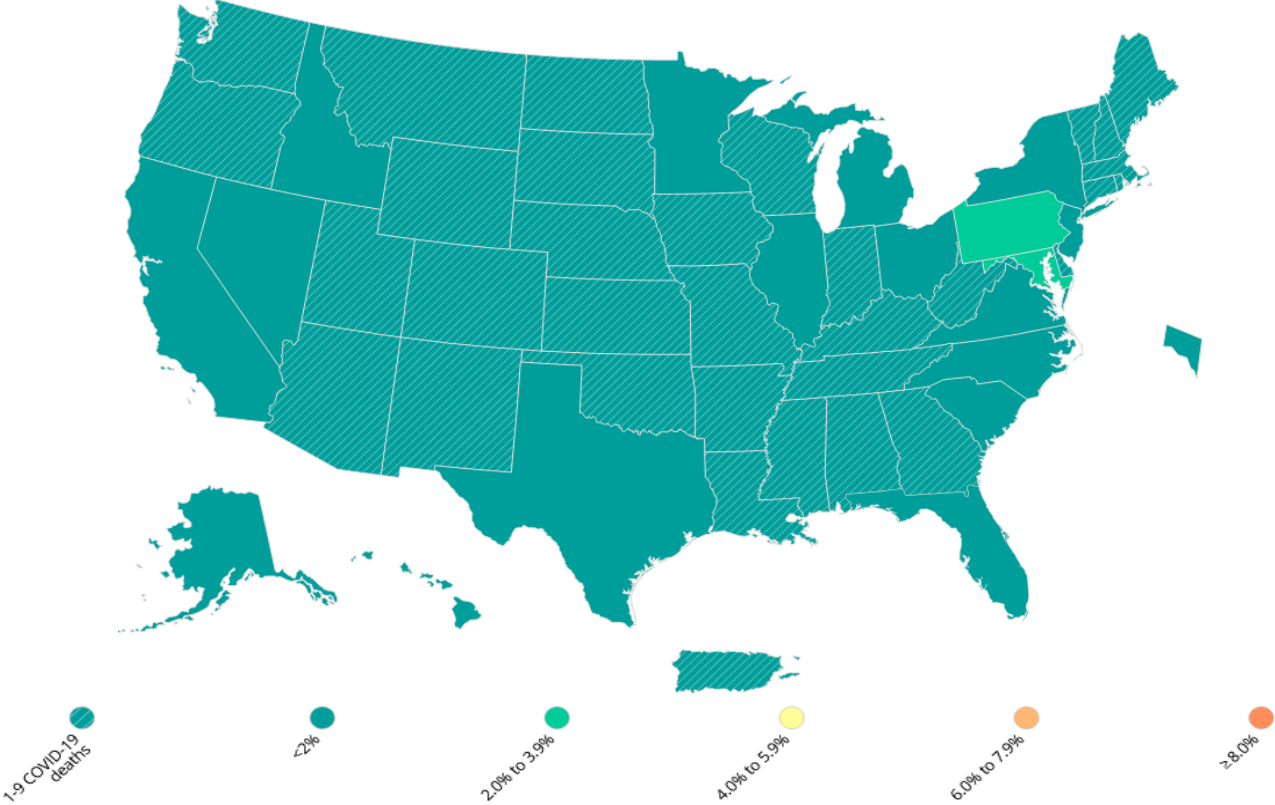 1-9 COVID-19
deaths
<2%
2.0% to 3.9%
4.0% to 5.9%
6.0% to 7.9%
≥8.0%